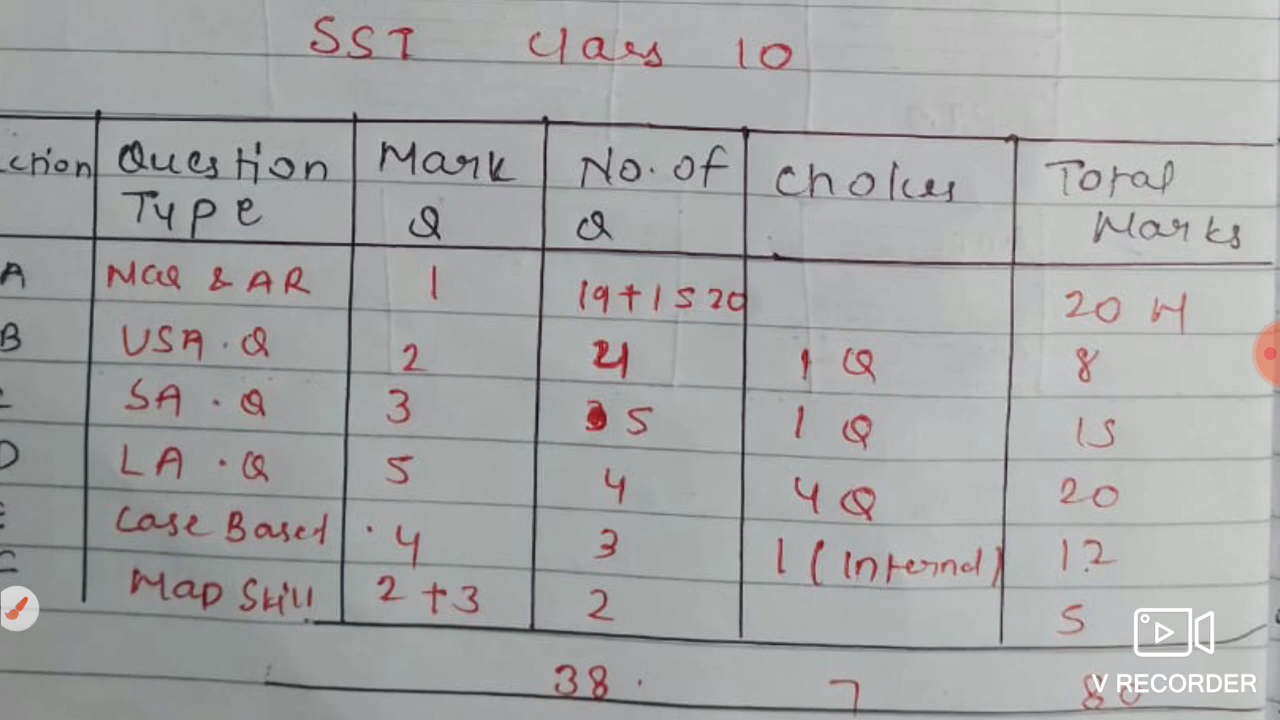 SST Class 10
ction Question Type Mark Q No. of Q Choices Total Marks
A MCQ & AR 1 19+1 = 20 20 M
B VSA . Q 2 4 1 Q 8
SA . Q 3 5 1 Q 15
D LA . Q 5 4 4 Q 20
E Case Based 4 3 1 (Internal) 12
Map Skill 2+3 2 5
38 7 80
V RECORDER